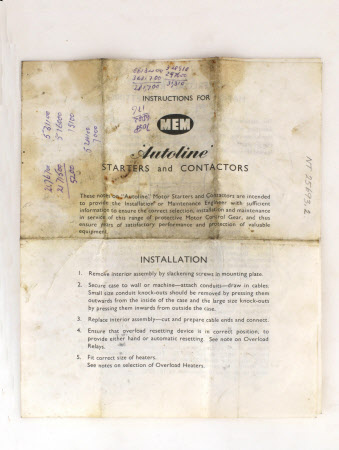 INSTRUCTIONS FOR
MEM
"Autoline"
STARTERS and CONTACTORS
These notes on "Autoline" Motor Starters and Contactors are intended
to provide the Installation or Maintenance Engineer with sufficient
information to ensure the correct selection, installation and maintenance
in service of this range of protective Motor Control Gear, and thus
ensure years of satisfactory performance and protection of valuable
equipment.
INSTALLATION
1. Remove interior assembly by slackening screws in mounting plate.
2. Secure case to wall or machine—attach conduits—draw in cables.
Small size conduit knock-outs should be removed by pressing them
outwards from the inside of the case and the large size knock-outs
by pressing them inwards from outside the case.
3. Replace interior assembly—cut and prepare cable ends and connect.
4. Ensure that overload resetting device is in correct position, to
provide either hand or automatic resetting. See note on Overload
Relays.
5. Fit correct size of heaters.
See notes on selection of Overload Heaters.